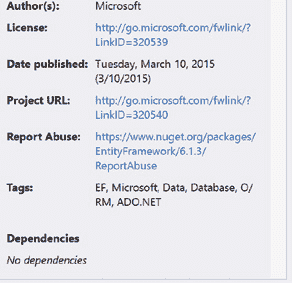 Author(s): Microsoft
License: http://go.microsoft.com/fwlink/?
LinkID=320539
Date published: Tuesday, March 10, 2015
(3/10/2015)
Project URL: http://go.microsoft.com/fwlink/?
LinkID=320540
Report Abuse: https://www.nuget.org/packages/
EntityFramework/6.1.3/
ReportAbuse
Tags: EF, Microsoft, Data, Database, O/
RM, ADO.NET
Dependencies
No dependencies